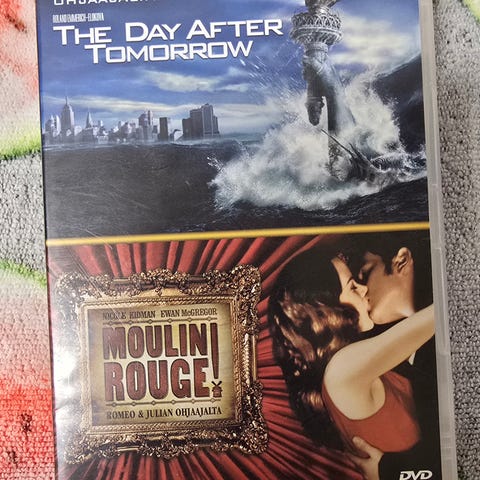 ROLAND EMMERICH-ELOKUVA
THE DAY AFTER
TOMORROW
NICOLE KIDMAN EWAN McGREGOR
MOULIN
ROUGE!
ROMEO & JULIAN OHJAAJALTA
DVD